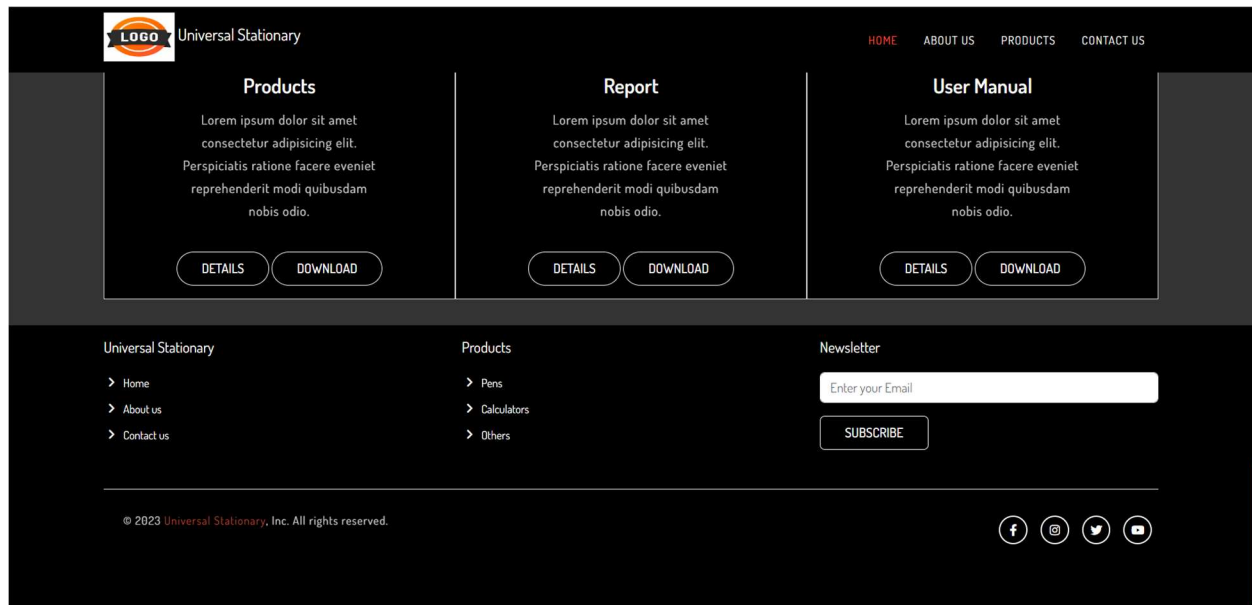 LOGO Universal Stationary
HOME ABOUT US PRODUCTS CONTACT US
Products
Lorem ipsum dolor sit amet
consectetur adipisicing elit.
Perspiciatis ratione facere eveniet
reprehenderit modi quibusdam
nobis odio.
DETAILS DOWNLOAD
Report
Lorem ipsum dolor sit amet
consectetur adipisicing elit.
Perspiciatis ratione facere eveniet
reprehenderit modi quibusdam
nobis odio.
DETAILS DOWNLOAD
User Manual
Lorem ipsum dolor sit amet
consectetur adipisicing elit.
Perspiciatis ratione facere eveniet
reprehenderit modi quibusdam
nobis odio.
DETAILS DOWNLOAD
Universal Stationary
Home
About us
Contact us
Products
Pens
Calculators
Others
Newsletter
Enter your Email
SUBSCRIBE
© 2023 Universal Stationary, Inc. All rights reserved.